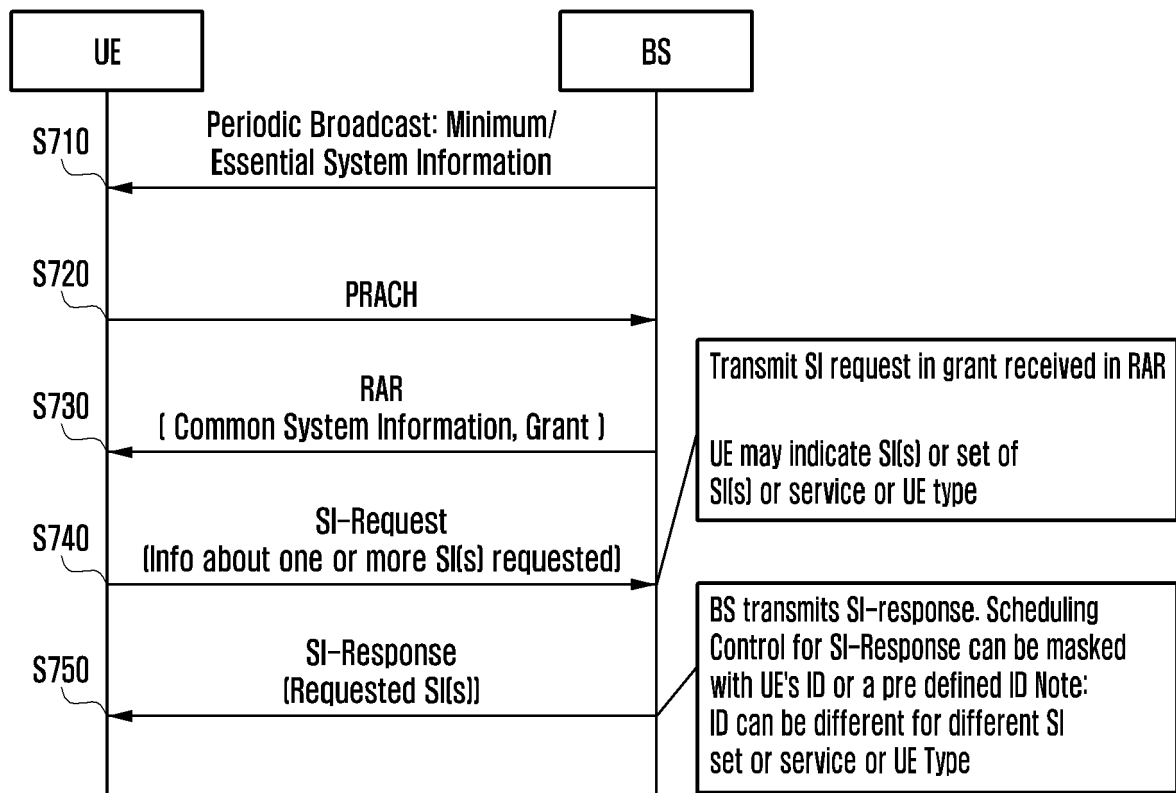 UE
BS
S710
Periodic Broadcast: Minimum/
Essential System Information
S720
PRACH
S730
RAR
( Common System Information, Grant )
Transmit SI request in grant received in RAR
UE may indicate SI(s) or set of
SI(s) or service or UE type
S740
SI-Request
(Info about one or more SI(s) requested)
S750
SI-Response
(Requested SI(s))
BS transmits SI-response. Scheduling
Control for SI-Response can be masked
with UE's ID or a pre defined ID Note:
ID can be different for different SI
set or service or UE Type